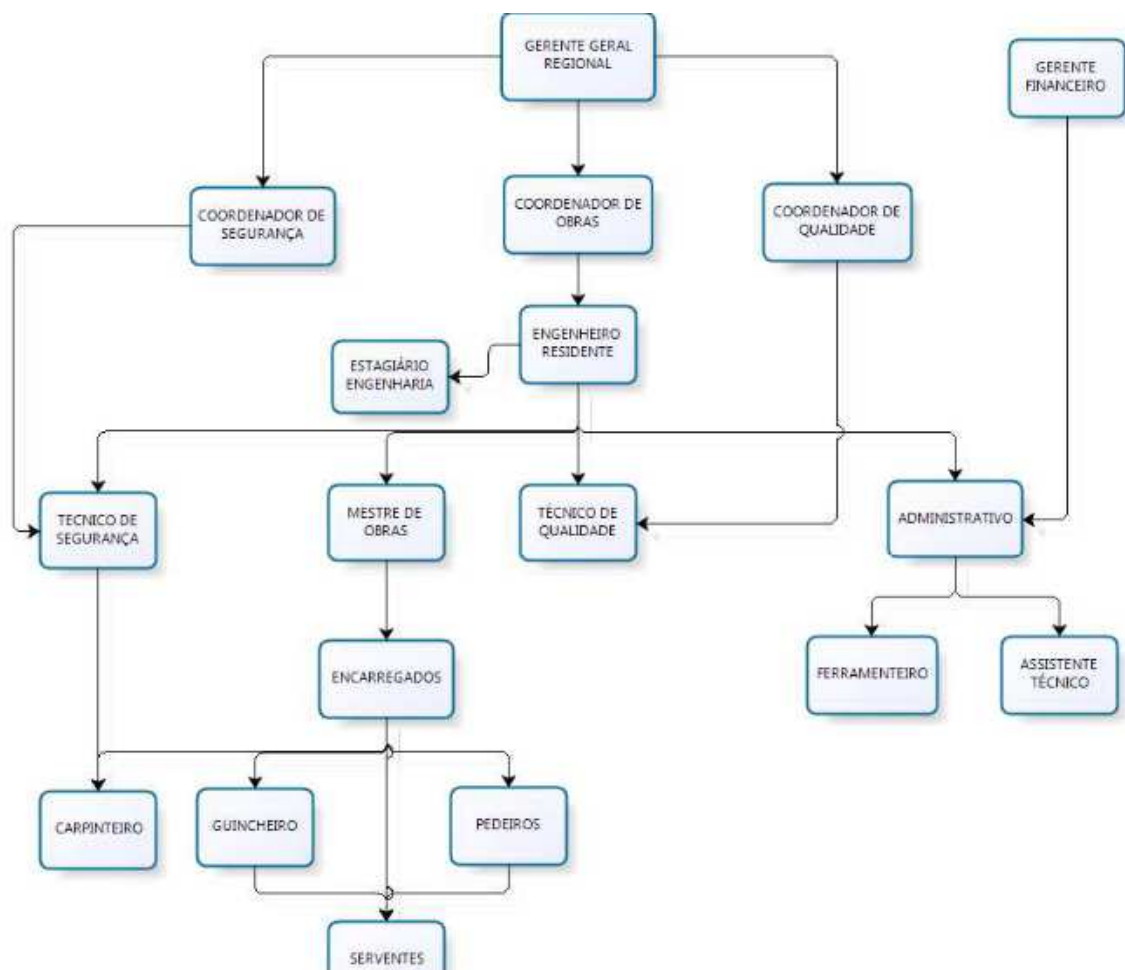 GERENTE GERAL
REGIONAL
GERENTE
FINANCEIRO
COORDENADOR DE
SEGURANÇA
COORDENADOR DE
OBRAS
COORDENADOR DE
QUALIDADE
ENGENHEIRO
RESIDENTE
ESTAGIÁRIO
ENGENHARIA
TECNICO DE
SEGURANÇA
MESTRE DE
OBRAS
TÉCNICO DE
QUALIDADE
ADMINISTRATIVO
ENCARREGADOS
FERRAMENTEIRO
ASSISTENTE
TÉCNICO
CARPINTEIRO
GUINCHEIRO
PEDEIROS
SERVENTES